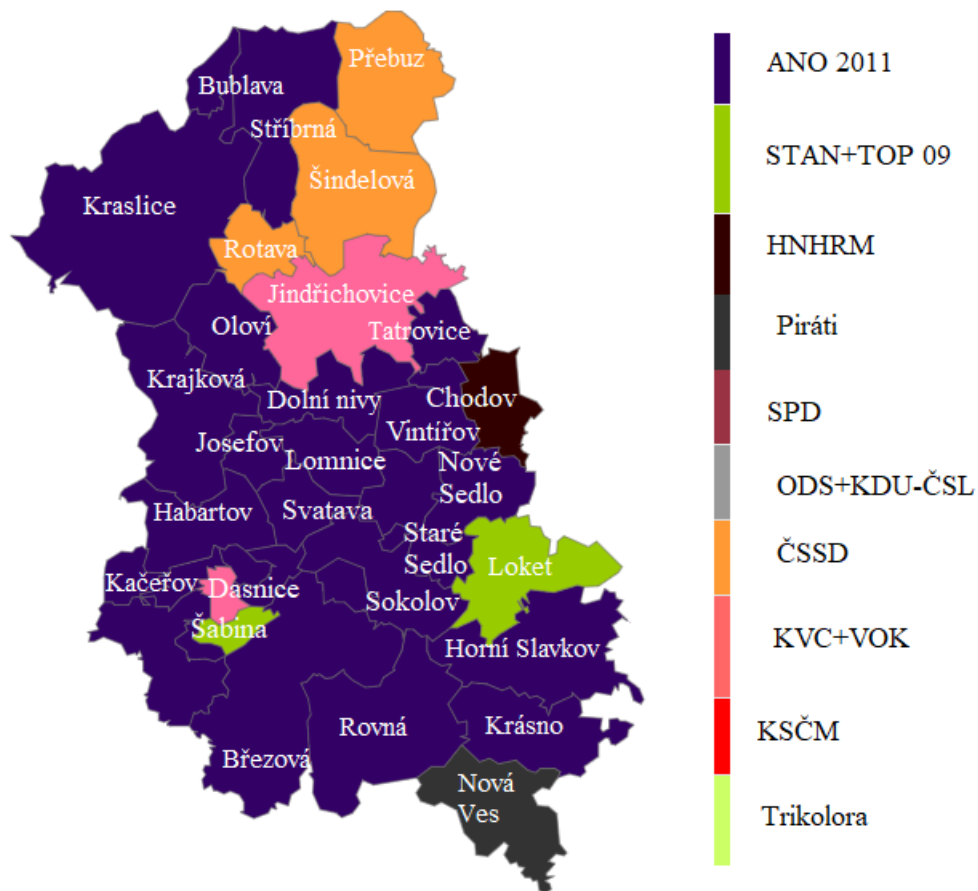 Přebuz
Bublava
Stříbrná
Šindelová
Kraslice
Rotava
Jindřichovice
Oloví
Tatrovice
Krajková
Dolní nivy
Chodov
Vintířov
Josefov
Lomnice
Nové
Sedlo
Habartov
Svatava
Staré
Sedlo
Loket
Kačeřov
Dasnice
Sokolov
Šabina
Horní Slavkov
Rovná
Krásno
Březová
Nová
Ves
ANO 2011
STAN+TOP 09
HNHRM
Piráti
SPD
ODS+KDU-ČSL
ČSSD
KVC+VOK
KSČM
Trikolora